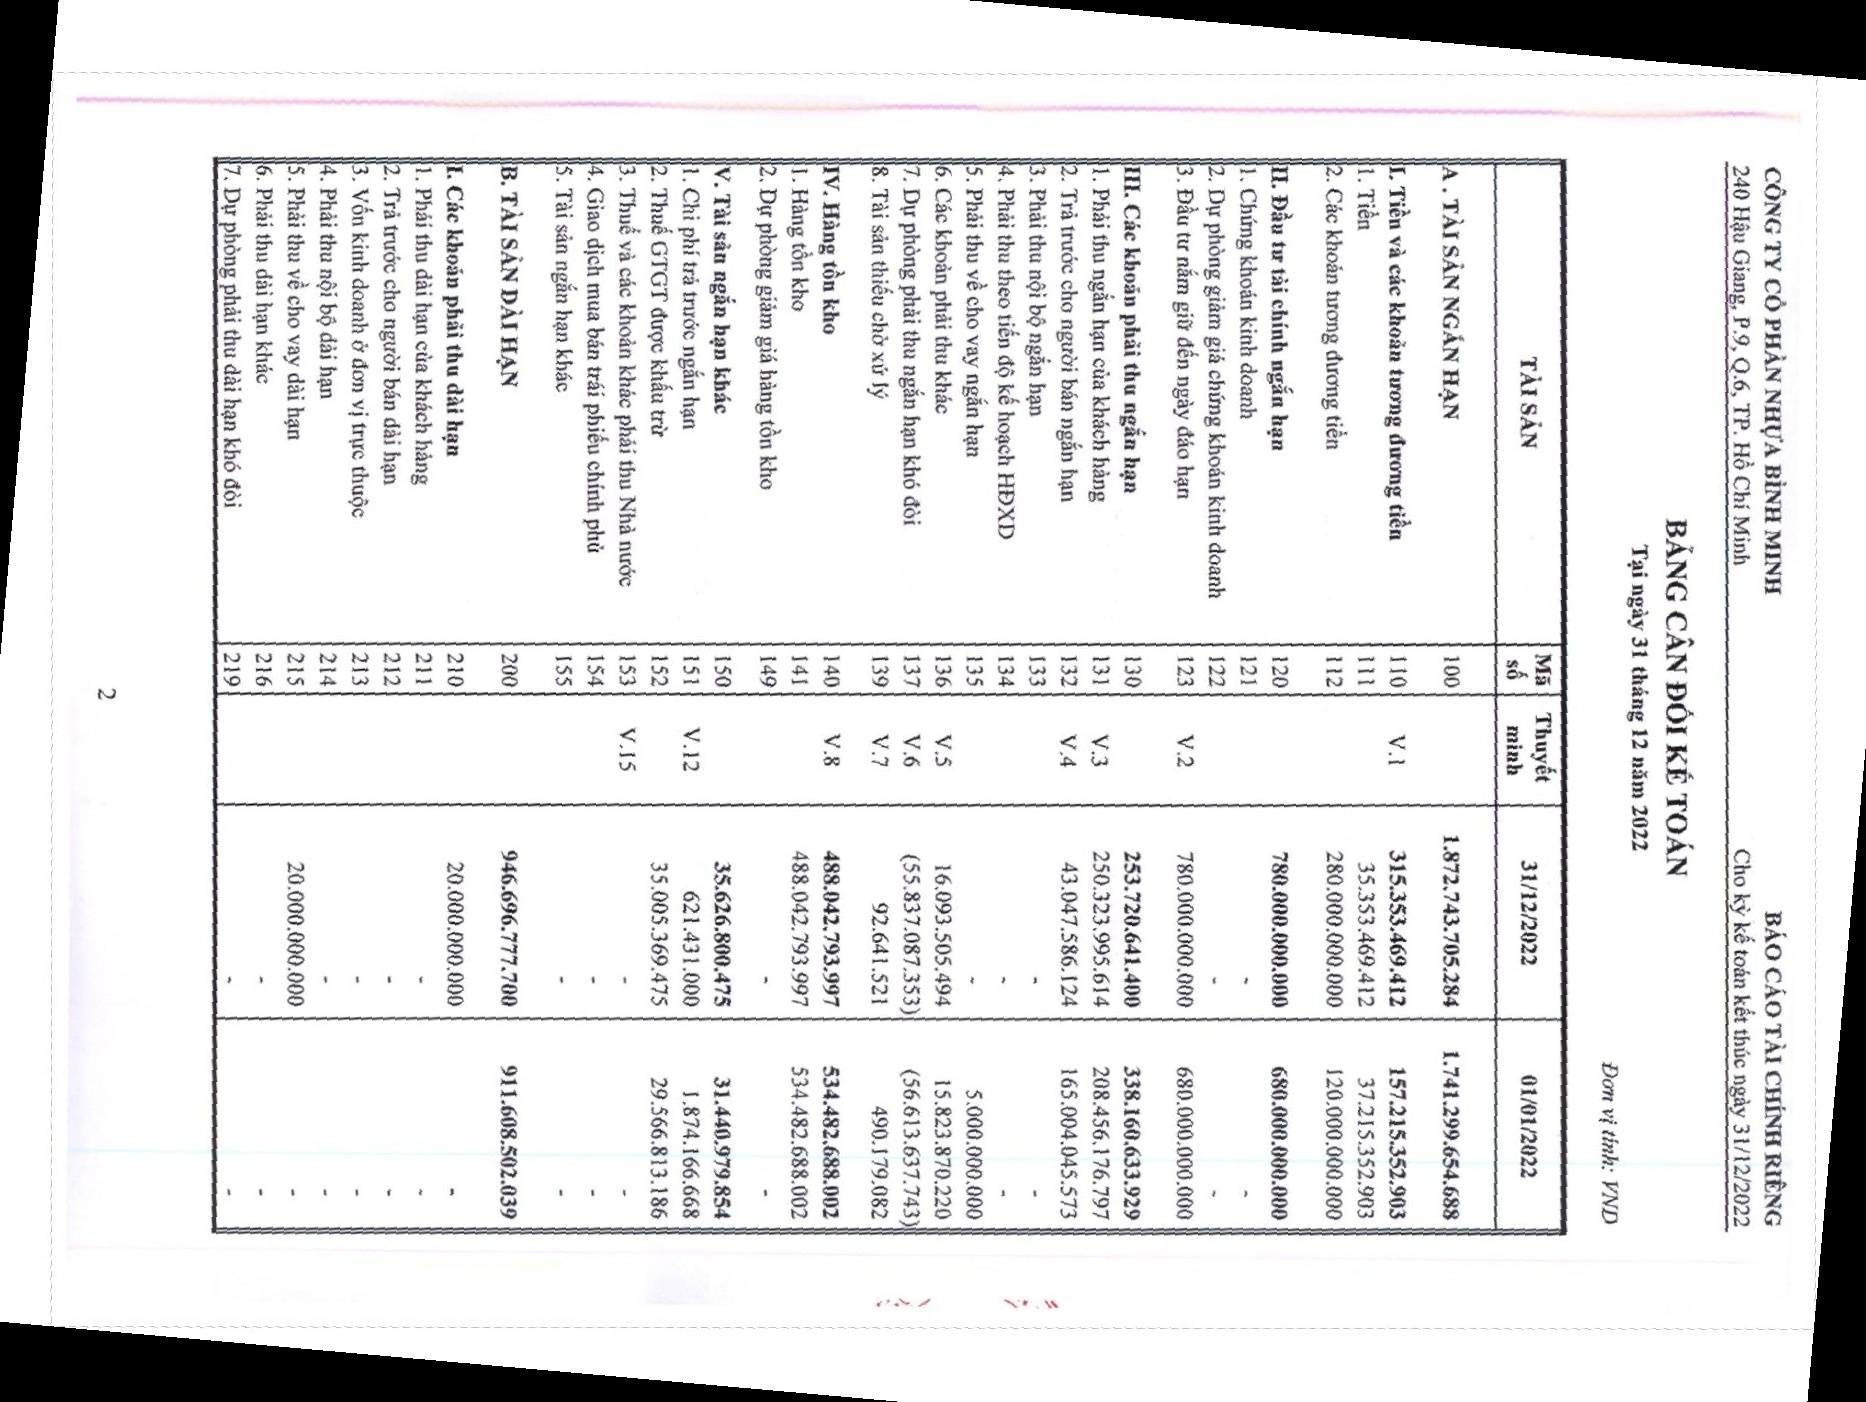 CÔNG TY CỔ PHẦN NHỰA BÌNH MINH BÁO CÁO TÀI CHÍNH RIÊNG
240 Hậu Giang, P.9, Q.6, TP. Hồ Chí Minh Cho kỳ kế toán kết thúc ngày 31/12/2022
BẢNG CÂN ĐỐI KẾ TOÁN
Tại ngày 31 tháng 12 năm 2022
Đơn vị tính: VND
TÀI SẢN Mã số Thuyết minh 31/12/2022 01/01/2022
A . TÀI SẢN NGẮN HẠN 100 1.872.743.705.284 1.741.299.654.688
I. Tiền và các khoản tương đương tiền 110 V.1 315.353.469.412 157.215.352.903
1. Tiền 111 35.353.469.412 37.215.352.903
2. Các khoản tương đương tiền 112 280.000.000.000 120.000.000.000
II. Đầu tư tài chính ngắn hạn 120 780.000.000.000 680.000.000.000
1. Chứng khoán kinh doanh 121 - -
2. Dự phòng giảm giá chứng khoán kinh doanh 122 - -
3. Đầu tư nắm giữ đến ngày đáo hạn 123 V.2 780.000.000.000 680.000.000.000
III. Các khoản phải thu ngắn hạn 130 253.720.641.400 338.160.633.929
1. Phải thu ngắn hạn của khách hàng 131 V.3 250.323.995.614 208.456.176.797
2. Trả trước cho người bán ngắn hạn 132 V.4 43.047.586.124 165.004.045.573
3. Phải thu nội bộ ngắn hạn 133 - -
4. Phải thu theo tiến độ kế hoạch HĐXD 134 - -
5. Phải thu về cho vay ngắn hạn 135 - 5.000.000.000
6. Các khoản phải thu khác 136 V.5 16.093.505.494 15.823.870.220
7. Dự phòng phải thu ngắn hạn khó đòi 137 V.6 (55.837.087.353) (56.613.637.743)
8. Tài sản thiếu chờ xử lý 139 V.7 92.641.521 490.179.082
IV. Hàng tồn kho 140 V.8 488.042.793.997 534.482.688.002
1. Hàng tồn kho 141 488.042.793.997 534.482.688.002
2. Dự phòng giảm giá hàng tồn kho 149 - -
V. Tài sản ngắn hạn khác 150 35.626.800.475 31.440.979.854
1. Chi phí trả trước ngắn hạn 151 V.12 621.431.000 1.874.166.668
2. Thuế GTGT được khấu trừ 152 35.005.369.475 29.566.813.186
3. Thuế và các khoản khác phải thu Nhà nước 153 V.15 - -
4. Giao dịch mua bán trái phiếu chính phủ 154 - -
5. Tài sản ngắn hạn khác 155 - -
B. TÀI SẢN DÀI HẠN 200 946.696.777.700 911.608.502.039
I. Các khoản phải thu dài hạn 210 20.000.000.000 -
1. Phải thu dài hạn của khách hàng 211 - -
2. Trả trước cho người bán dài hạn 212 - -
3. Vốn kinh doanh ở đơn vị trực thuộc 213 - -
4. Phải thu nội bộ dài hạn 214 - -
5. Phải thu về cho vay dài hạn 215 20.000.000.000 -
6. Phải thu dài hạn khác 216 - -
7. Dự phòng phải thu dài hạn khó đòi 219 - -
2